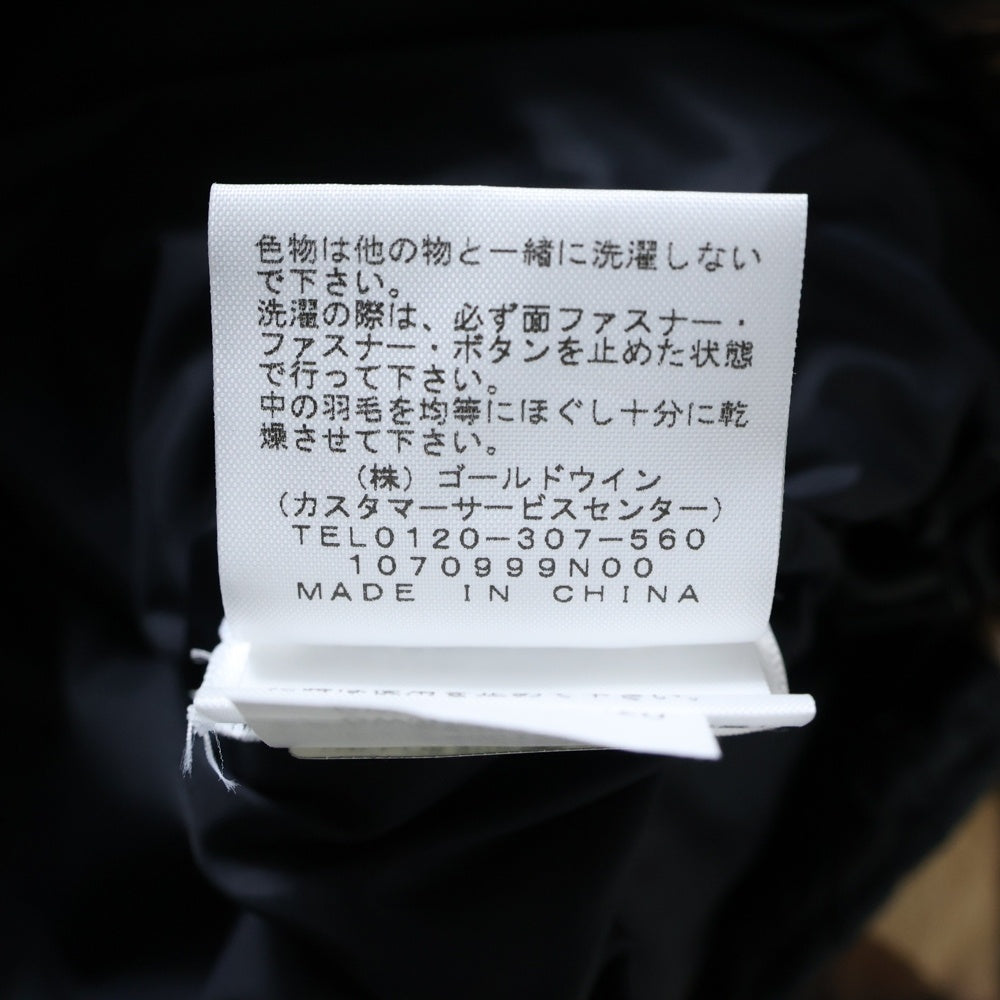 色物は他の物と一緒に洗濯しない
で下さい。
洗濯の際は、必ず面ファスナー・
ファスナー・ボタンを止めた状態
で行って下さい。
中の羽毛を均等にほぐし十分に乾
燥させて下さい。
（株）ゴールドウイン
（カスタマーサービスセンター）
TEL0120-307-560
1070999N00
MADE IN CHINA